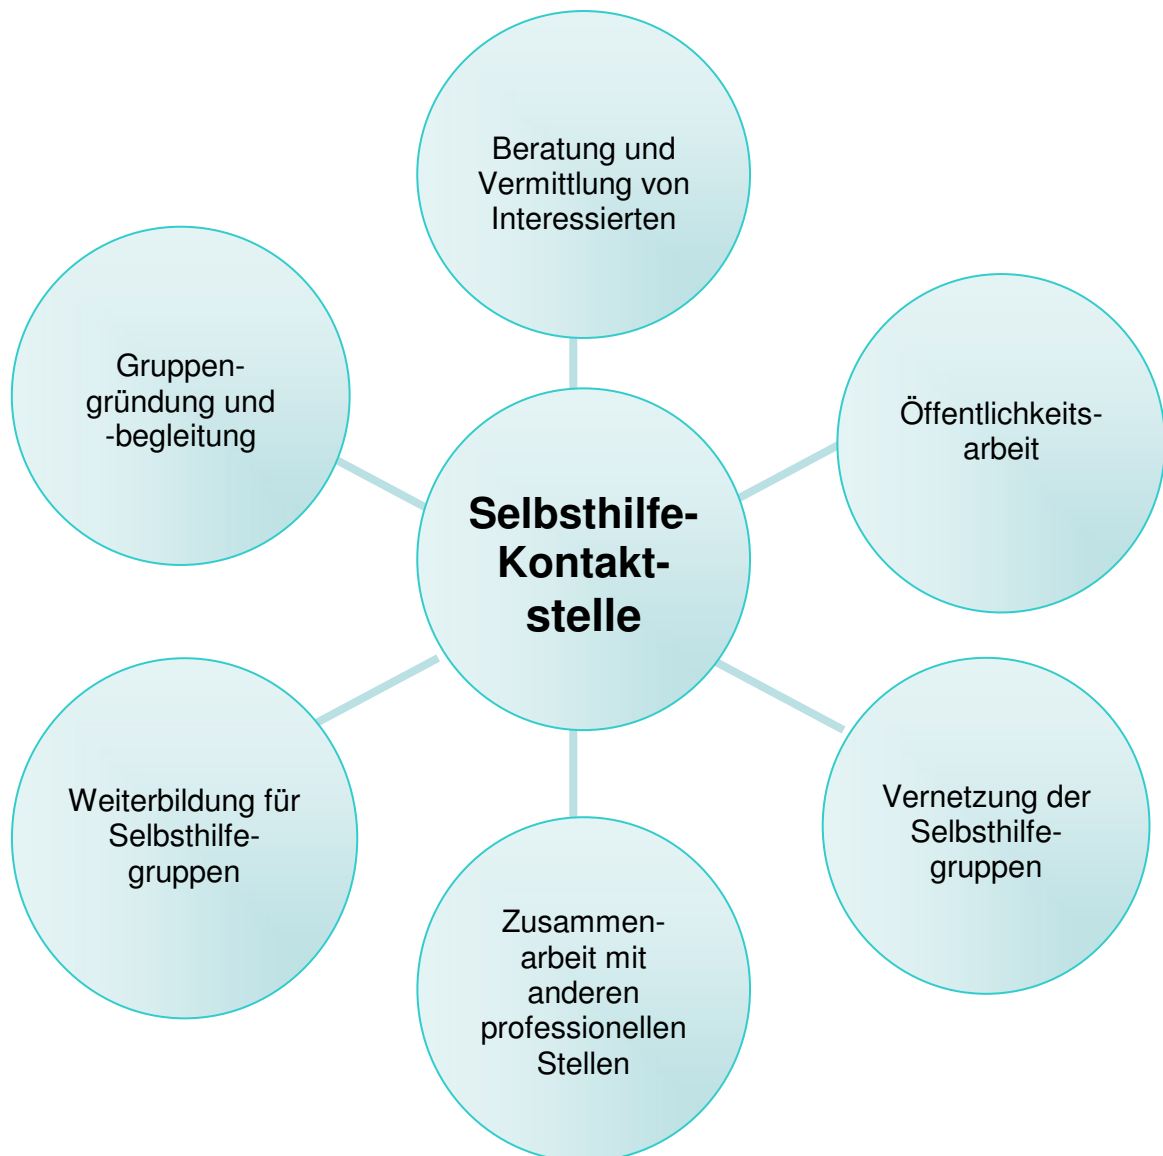 Beratung und
Vermittlung von
Interessierten
Gruppen-
gründung und
-begleitung
Öffentlichkeits-
arbeit
Selbsthilfe-
Kontakt-
stelle
Weiterbildung für
Selbsthilfe-
gruppen
Vernetzung der
Selbsthilfe-
gruppen
Zusammen-
arbeit mit
anderen
professionellen
Stellen